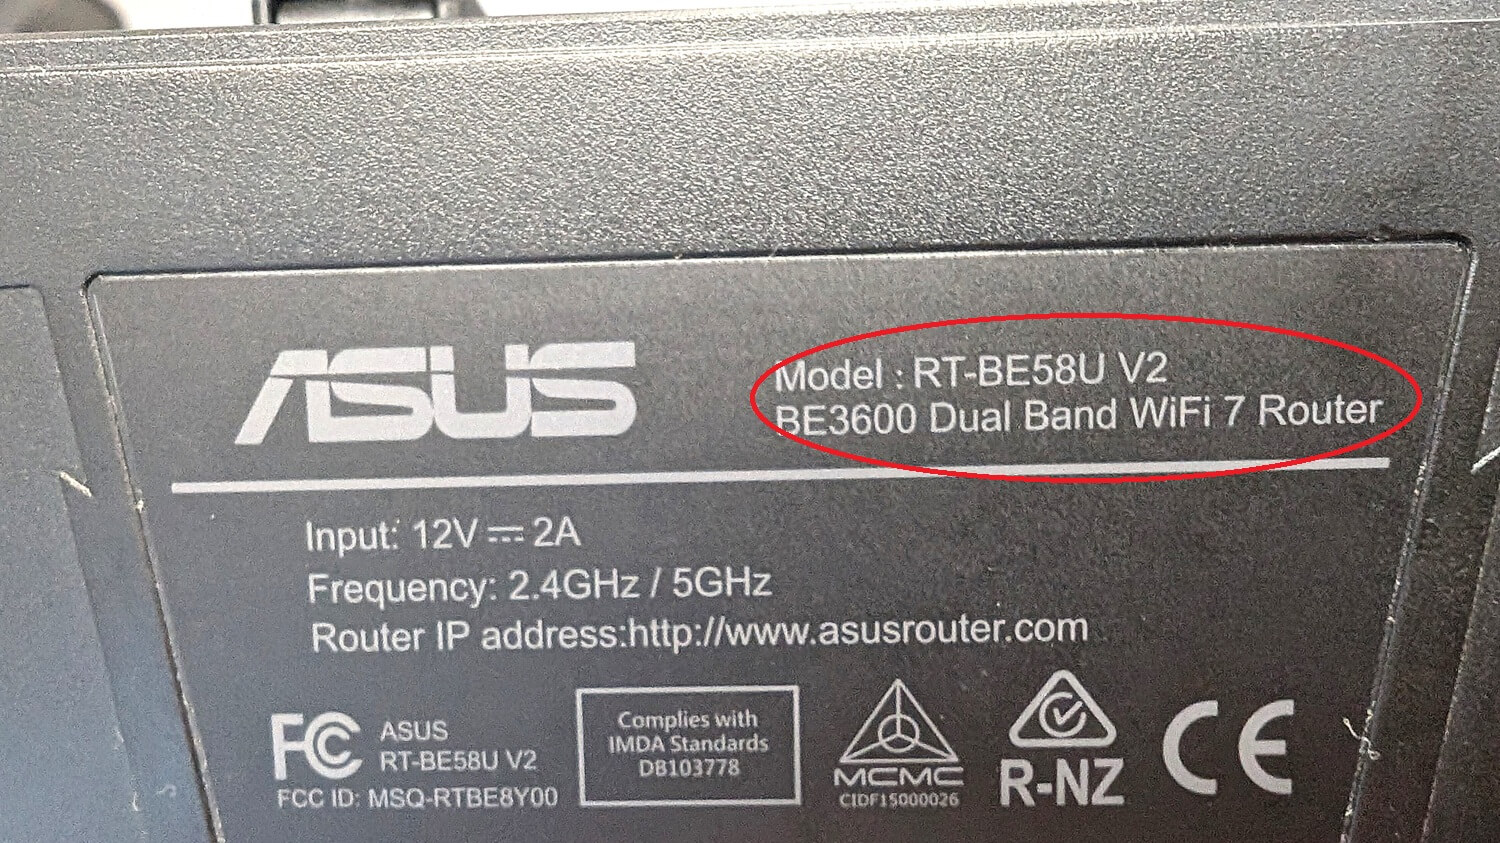 ASUS
Model : RT-BE58U V2
BE3600 Dual Band WiFi 7 Router
Input: 12V ⎓ 2A
Frequency: 2.4GHz / 5GHz
Router IP address:http://www.asusrouter.com
FC
ASUS
RT-BE58U V2
FCC ID: MSQ-RTBE8Y00
Complies with
IMDA Standards
DB103778
MCMC
CIDF15000026
R-NZ
CE